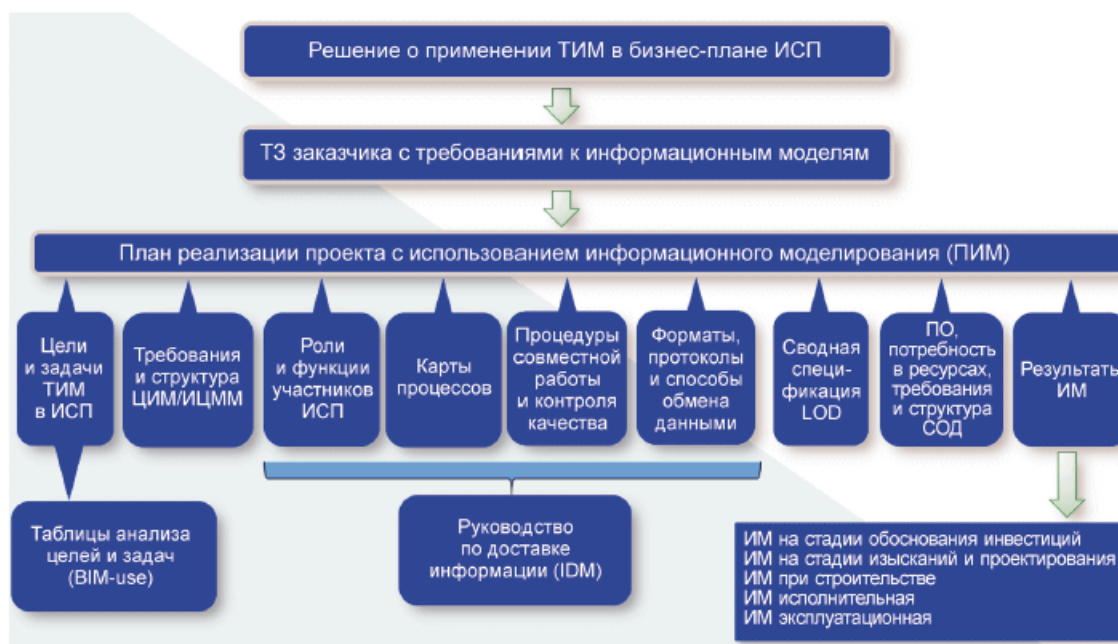 Решение о применении ТИМ в бизнес-плане ИСП
ТЗ заказчика с требованиями к информационным моделям
План реализации проекта с использованием информационного моделирования (ПИМ)
Цели
и задачи
ТИМ
в ИСП
Требования
и структура
ЦИМ/ИЦММ
Роли
и функции
участников
ИСП
Карты
процессов
Процедуры
совместной
работы
и контроля
качества
Форматы,
протоколы
и способы
обмена
данными
Сводная
специ-
фикация
LOD
ПО,
потребность
в ресурсах,
требования
и структура
СОД
Результаты
ИМ
Таблицы анализа
целей и задач
(BIM-use)
Руководство
по доставке
информации (IDM)
ИМ на стадии обоснования инвестиций
ИМ на стадии изысканий и проектирования
ИМ при строительстве
ИМ исполнительная
ИМ эксплуатационная